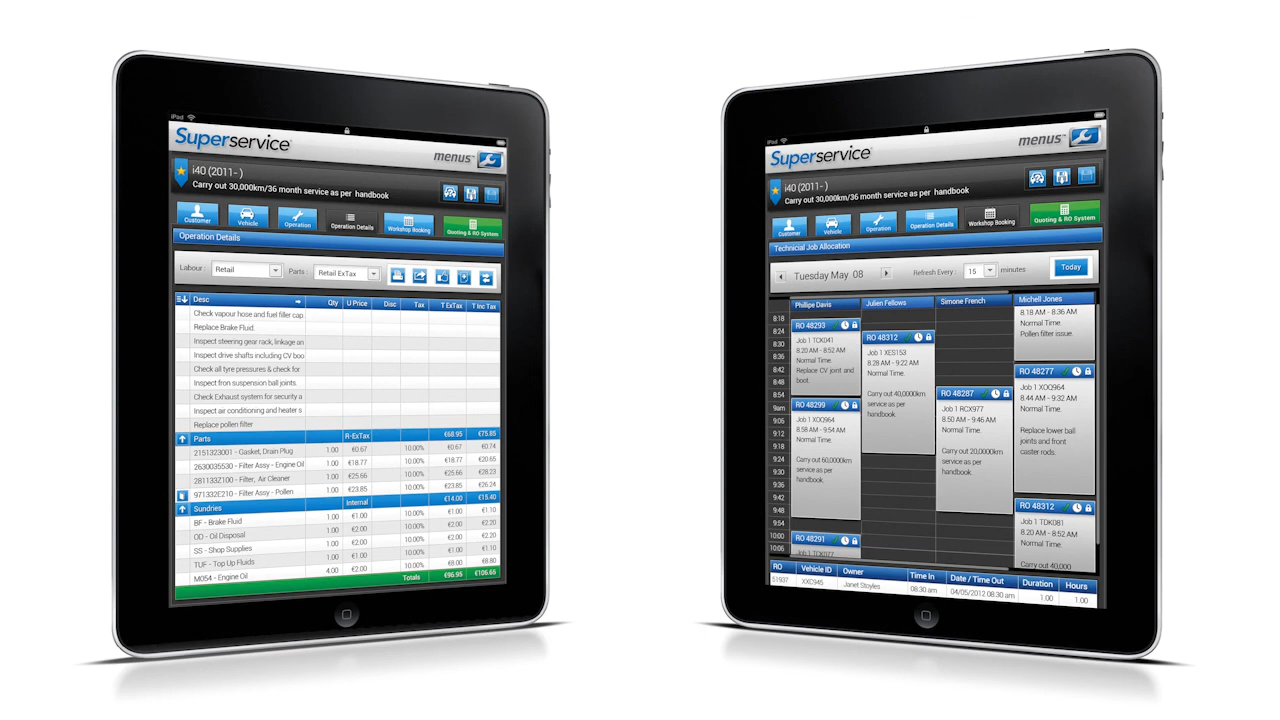 iPad
Superservice
menus™
i40 (2011- )
Carry out 30,000km/36 month service as per handbook
Customer
Vehicle
Operation
Operation Details
Workshop Booking
Quoting & RO System
Operation Details
Labour : Retail Parts : Retail ExTax
Desc Qty U Price Disc Tax T ExTax T Inc Tax
Check vapour hose and fuel filler cap.
Replace Brake Fluid.
Inspect steering gear rack, linkage an
Inspect drive shafts including CV boo
Check all tyre pressures & check for
Inspect fron suspension ball joints.
Check Exhaust system for security a
Inspect air conditioning and heater s
Replace pollen filter
Parts R-ExTax €68.95 €75.85
2151323001 - Gasket, Drain Plug 1.00 €0.67 10.00% €0.67 €0.74
2630035530 - Filter Assy - Engine Oil 1.00 €18.77 10.00% €18.77 €20.65
281133Z100 - Filter, Air Cleaner 1.00 €25.66 10.00% €25.66 €28.23
971332E210 - Filter Assy - Pollen 1.00 €23.85 10.00% €23.85 €26.24
Sundries Internal €14.00 €15.40
BF - Brake Fluid 1.00 €1.00 10.00% €1.00 €1.10
OD - Oil Disposal 1.00 €2.00 10.00% €2.00 €2.20
SS - Shop Supplies 1.00 €2.00 10.00% €2.00 €2.20
TUF - Top Up Fluids 1.00 €1.00 10.00% €1.00 €1.10
MO54 - Engine Oil 4.00 €2.00 10.00% €8.00 €8.80
Totals €96.95 €106.65
iPad
Superservice
menus™
i40 (2011- )
Carry out 30,000km/36 month service as per handbook
Customer
Vehicle
Operation
Operation Details
Workshop Booking
Quoting & RO System
Technicial Job Allocation
Tuesday May 08 Refresh Every : 15 minutes Today
Phillipe Davis Julien Fellows Simone French Michell Jones
8:18
8:24
8:30
8:36
8:42
8:48
8:54
9am
9:06
9:12
9:18
9:24
9:30
9:36
9:42
9:48
9:54
10:00
10:06
RO 48293
Job 1 TCK041
8.20 AM - 8:52 AM
Normal Time.
Replace CV joint and
boot.
RO 48299
Job 1 XOQ964
8.58 AM - 9:54 AM
Normal Time.
Carry out 60,0000km
service as per
handbook.
RO 48291
RO 48312
Job 1 XES153
8.28 AM - 9:22 AM
Normal Time.
Carry out 40,0000km
service as per
handbook.
RO 48287
Job 1 RCX977
8.50 AM - 9:46 AM
Normal Time.
Carry out 20,0000km
service as per
handbook.
8.18 AM - 8:36 AM
Normal Time.
Pollen filter issue.
RO 48277
Job 1 XOQ964
8.44 AM - 9:32 AM
Normal Time.
Replace lower ball
joints and front
caster rods.
RO 48312
Job 1 TDK081
8.20 AM - 8:52 AM
Normal Time.
Carry out 40,000
RO Vehicle ID Owner Time In Date / Time Out Duration Hours
51937 XXC945 Janet Stoyles 08:30 am 04/05/2012 08:30 am 1.00 1.00